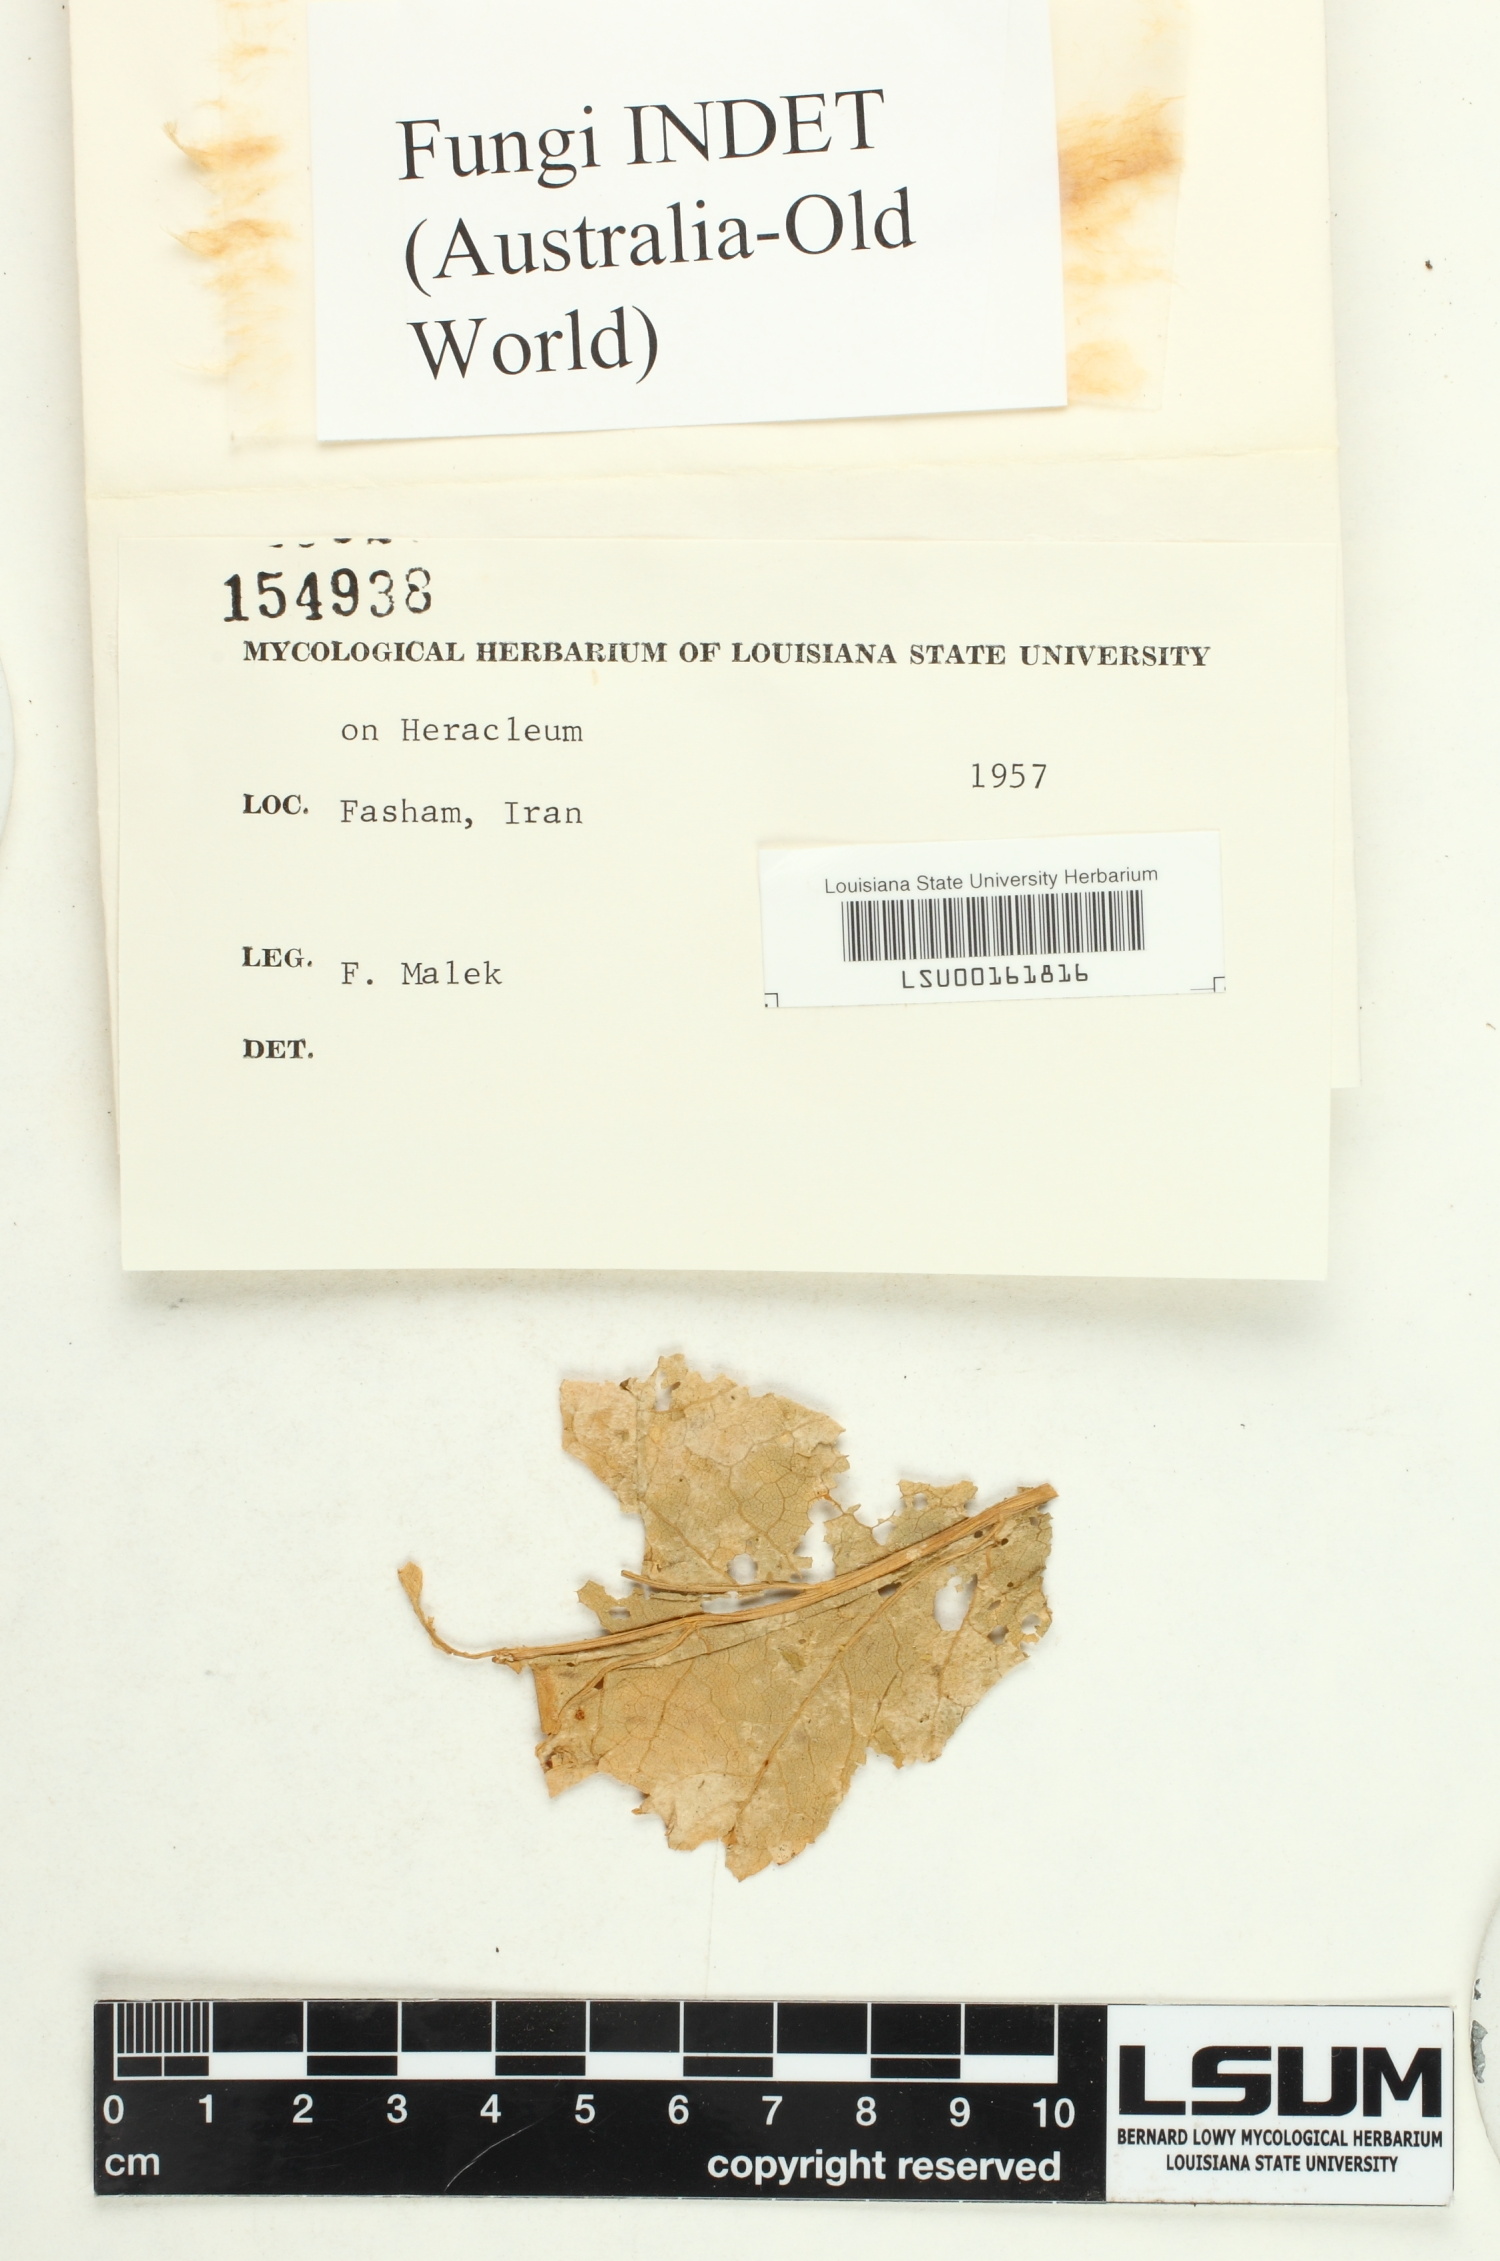 Fungi INDET
(Australia-Old
World)
154938
MYCOLOGICAL HERBARIUM OF LOUISIANA STATE UNIVERSITY
on Heracleum
1957
LOC. Fasham, Iran
Louisiana State University Herbarium
LSU00161816
LEG. F. Malek
DET.
0 1 2 3 4 5 6 7 8 9 10
cm
copyright reserved
LSUM
BERNARD LOWY MYCOLOGICAL HERBARIUM
LOUISIANA STATE UNIVERSITY